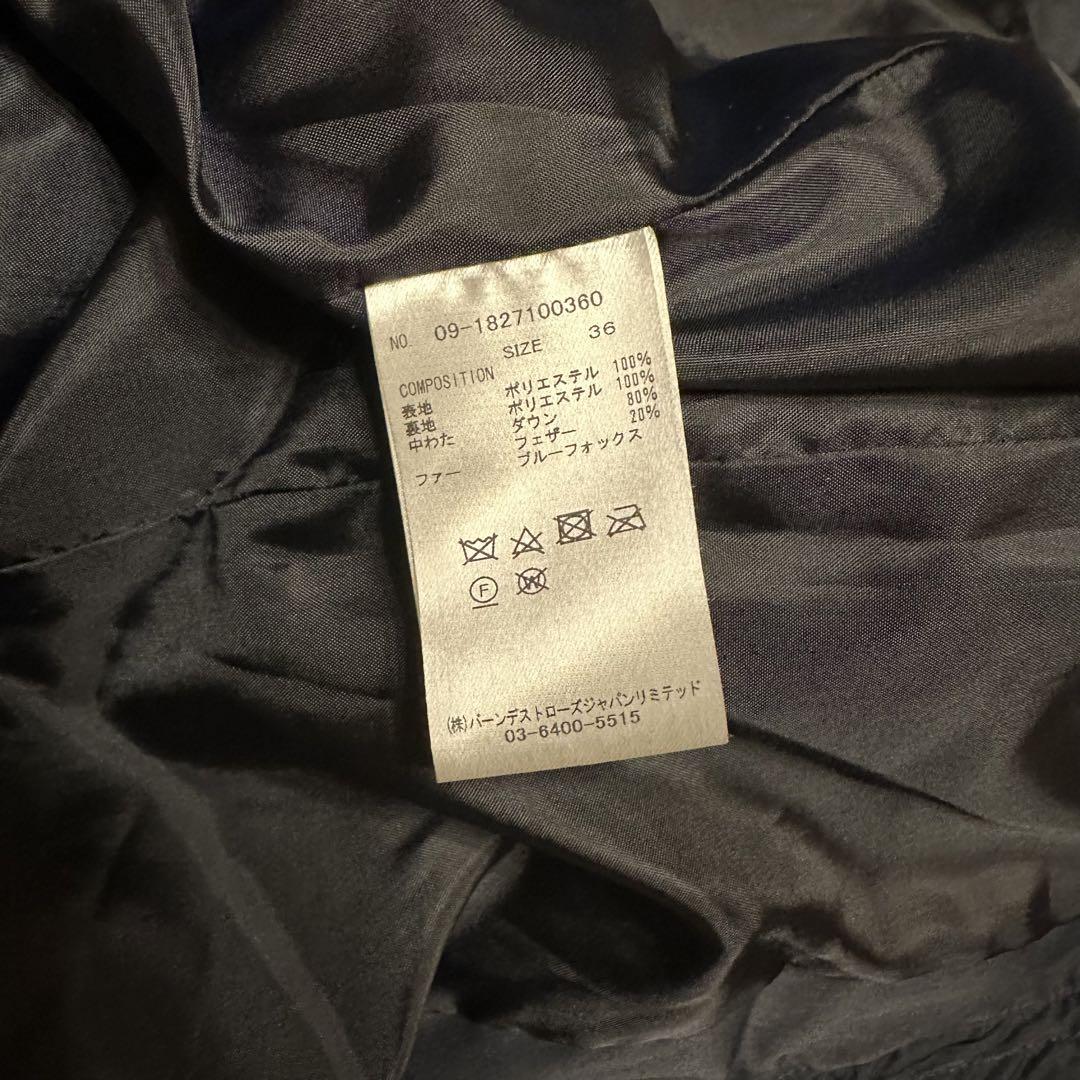 NO. 09-1827100360
SIZE 36
COMPOSITION
表地 ポリエステル 100%
裏地 ポリエステル 100%
中わた ダウン 80%
フェザー 20%
ファー ブルーフォックス
F W
(株)バーンデストローズジャパンリミテッド
03-6400-5515